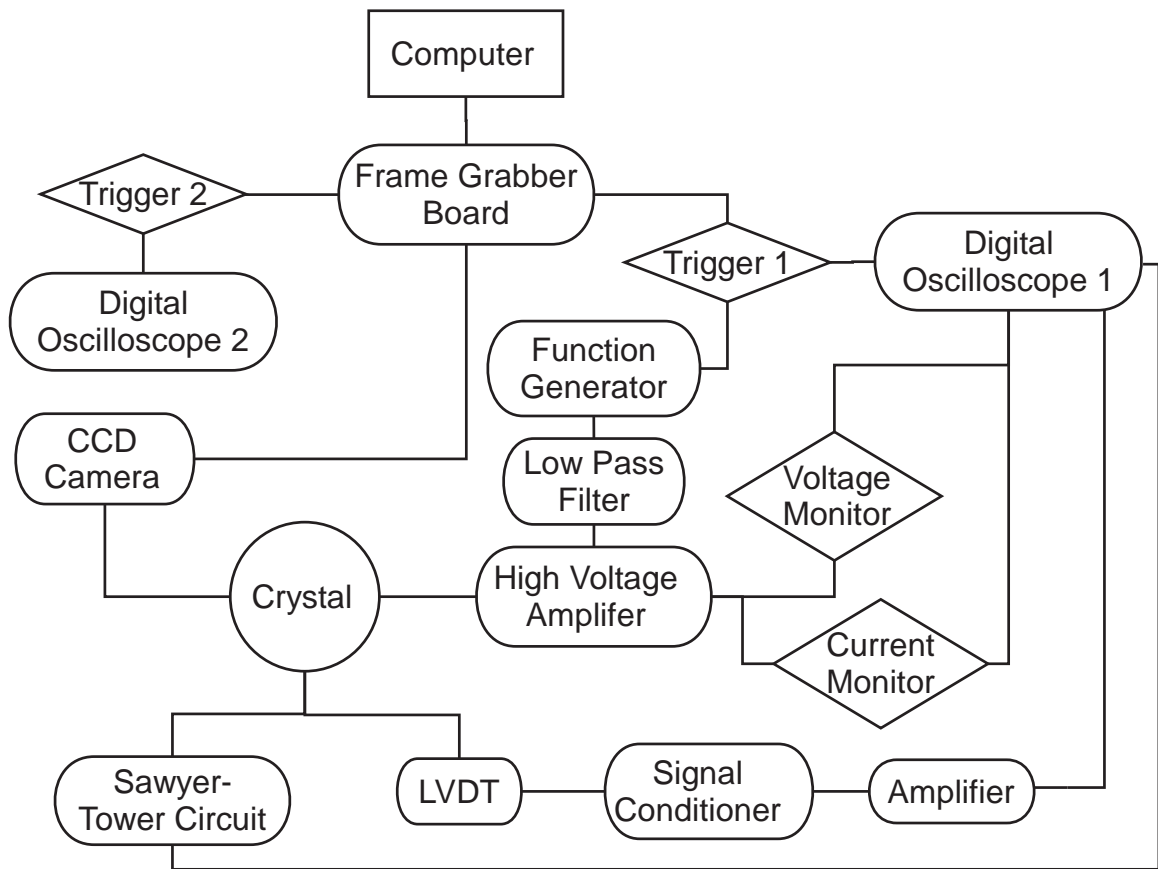 Computer
Frame Grabber
Board
Trigger 2
Trigger 1
Digital
Oscilloscope 1
Digital
Oscilloscope 2
Function
Generator
CCD
Camera
Low Pass
Filter
Voltage
Monitor
Crystal
High Voltage
Amplifer
Current
Monitor
Sawyer-
Tower Circuit
LVDT
Signal
Conditioner
Amplifier